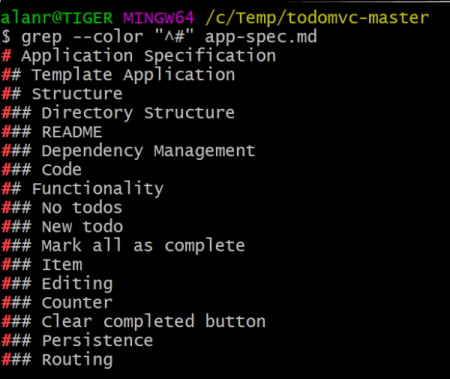 alanr@TIGER MINGW64 /c/Temp/todomvc-master
$ grep --color "^#" app-spec.md
# Application Specification
## Template Application
## Structure
### Directory Structure
### README
### Dependency Management
### Code
## Functionality
### No todos
### New todo
### Mark all as complete
### Item
### Editing
### Counter
### Clear completed button
### Persistence
### Routing